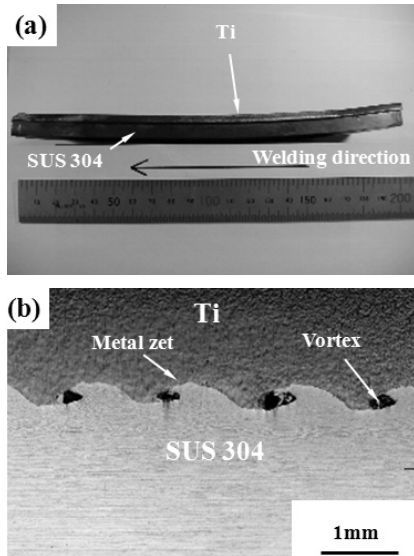 (a)
Ti
SUS 304
Welding direction
50 100 150 200
(b)
Ti
Metal zet
Vortex
SUS 304
1mm